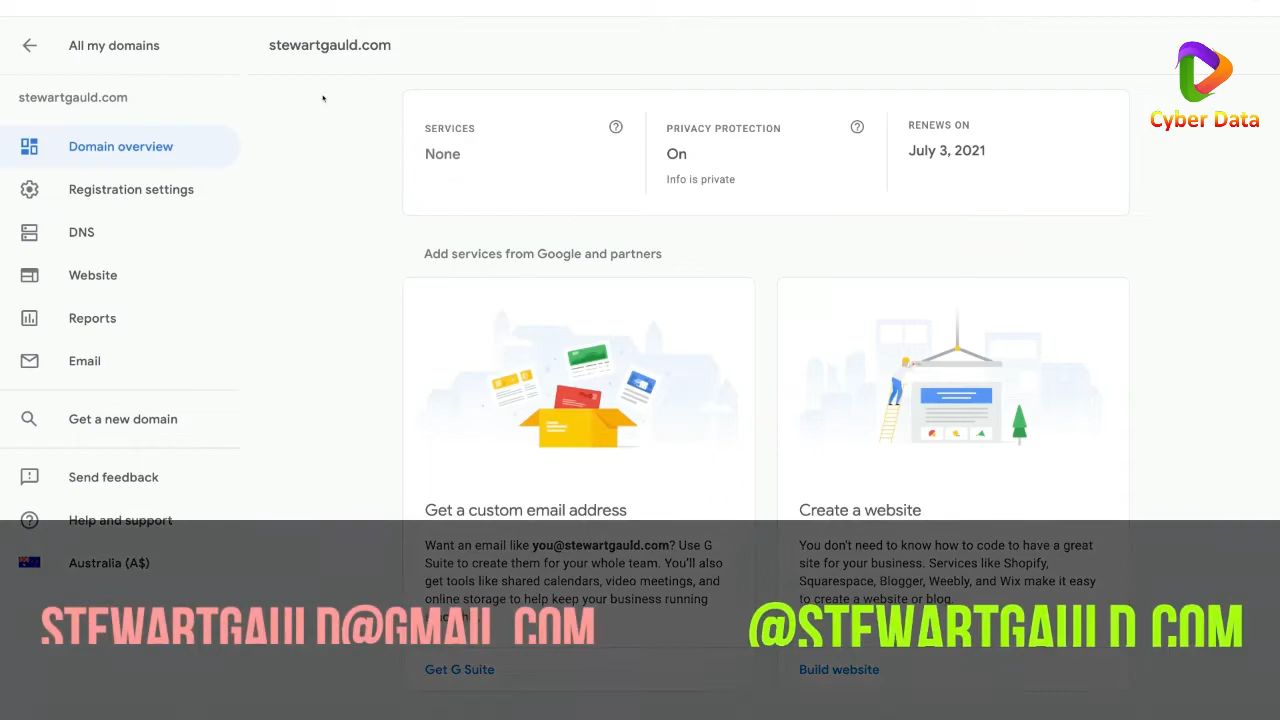 All my domains
stewartgauld.com
Cyber Data
stewartgauld.com
Domain overview
Registration settings
DNS
Website
Reports
Email
Get a new domain
Send feedback
Help and support
Australia (A$)
SERVICES
None
PRIVACY PROTECTION
On
Info is private
RENEWS ON
July 3, 2021
Add services from Google and partners
Get a custom email address
Want an email like you@stewartgauld.com? Use G
Suite to create them for your whole team. You'll also
get tools like shared calendars, video meetings, and
online storage to help keep your business running
Get G Suite
Create a website
You don't need to know how to code to have a great
site for your business. Services like Shopify,
Squarespace, Blogger, Weebly, and Wix make it easy
to create a website or blog.
Build website
STEWARTGAULD@GMAIL.COM
@STEWARTGAULD.COM